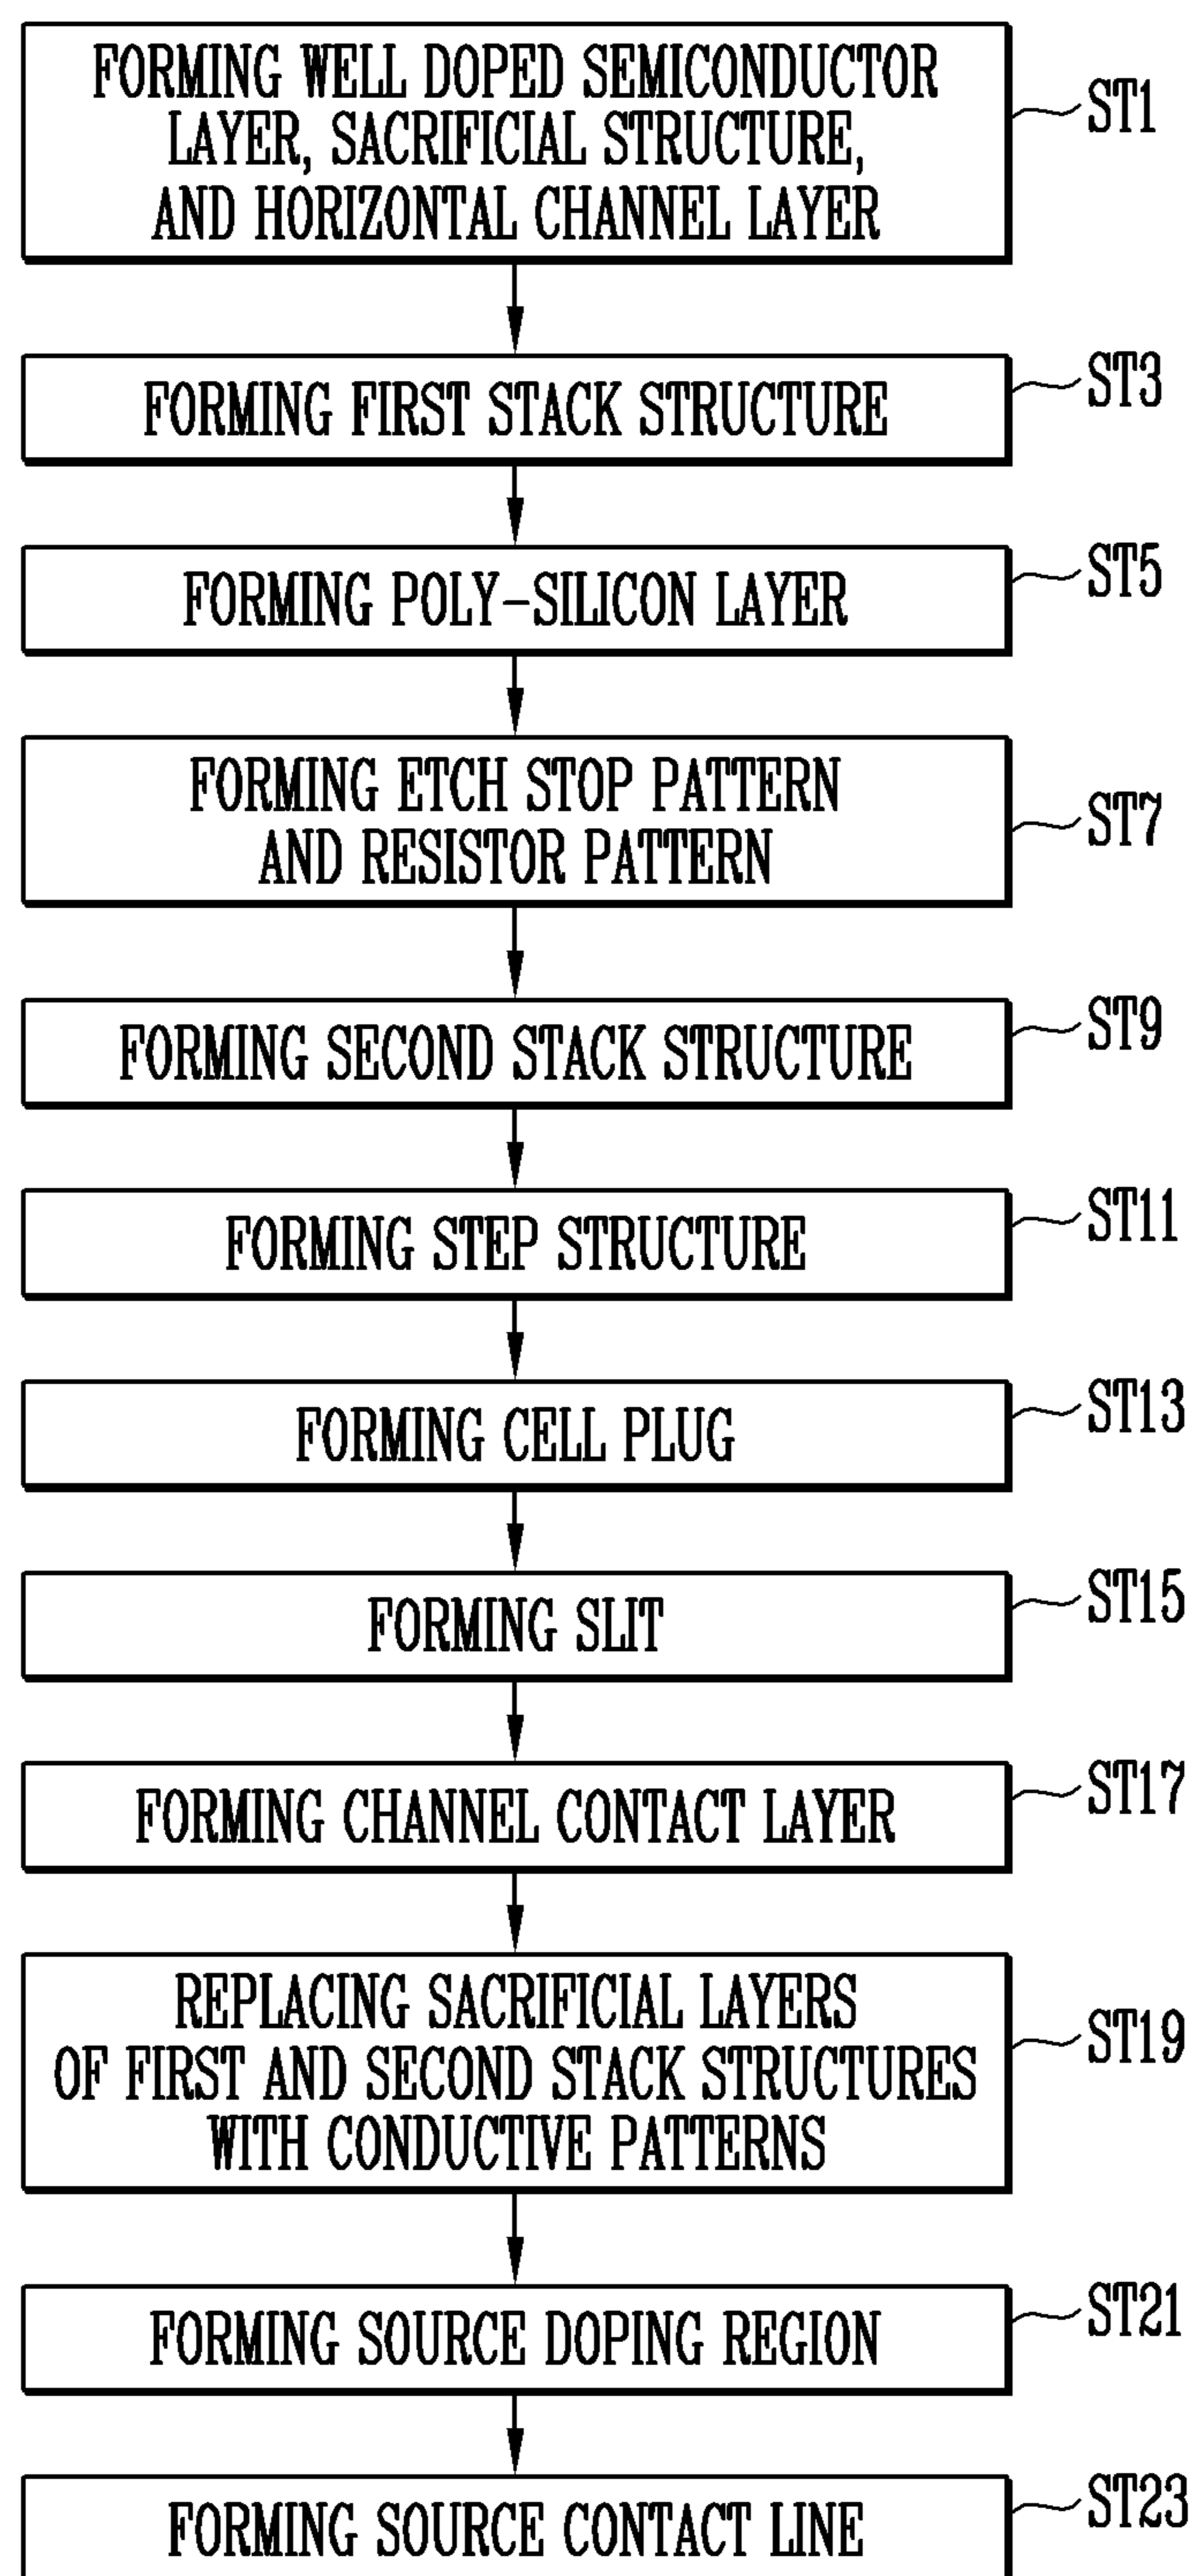 FORMING WELL DOPED SEMICONDUCTOR
LAYER, SACRIFICIAL STRUCTURE,
AND HORIZONTAL CHANNEL LAYER
ST1
FORMING FIRST STACK STRUCTURE
ST3
FORMING POLY-SILICON LAYER
ST5
FORMING ETCH STOP PATTERN
AND RESISTOR PATTERN
ST7
FORMING SECOND STACK STRUCTURE
ST9
FORMING STEP STRUCTURE
ST11
FORMING CELL PLUG
ST13
FORMING SLIT
ST15
FORMING CHANNEL CONTACT LAYER
ST17
REPLACING SACRIFICIAL LAYERS
OF FIRST AND SECOND STACK STRUCTURES
WITH CONDUCTIVE PATTERNS
ST19
FORMING SOURCE DOPING REGION
ST21
FORMING SOURCE CONTACT LINE
ST23